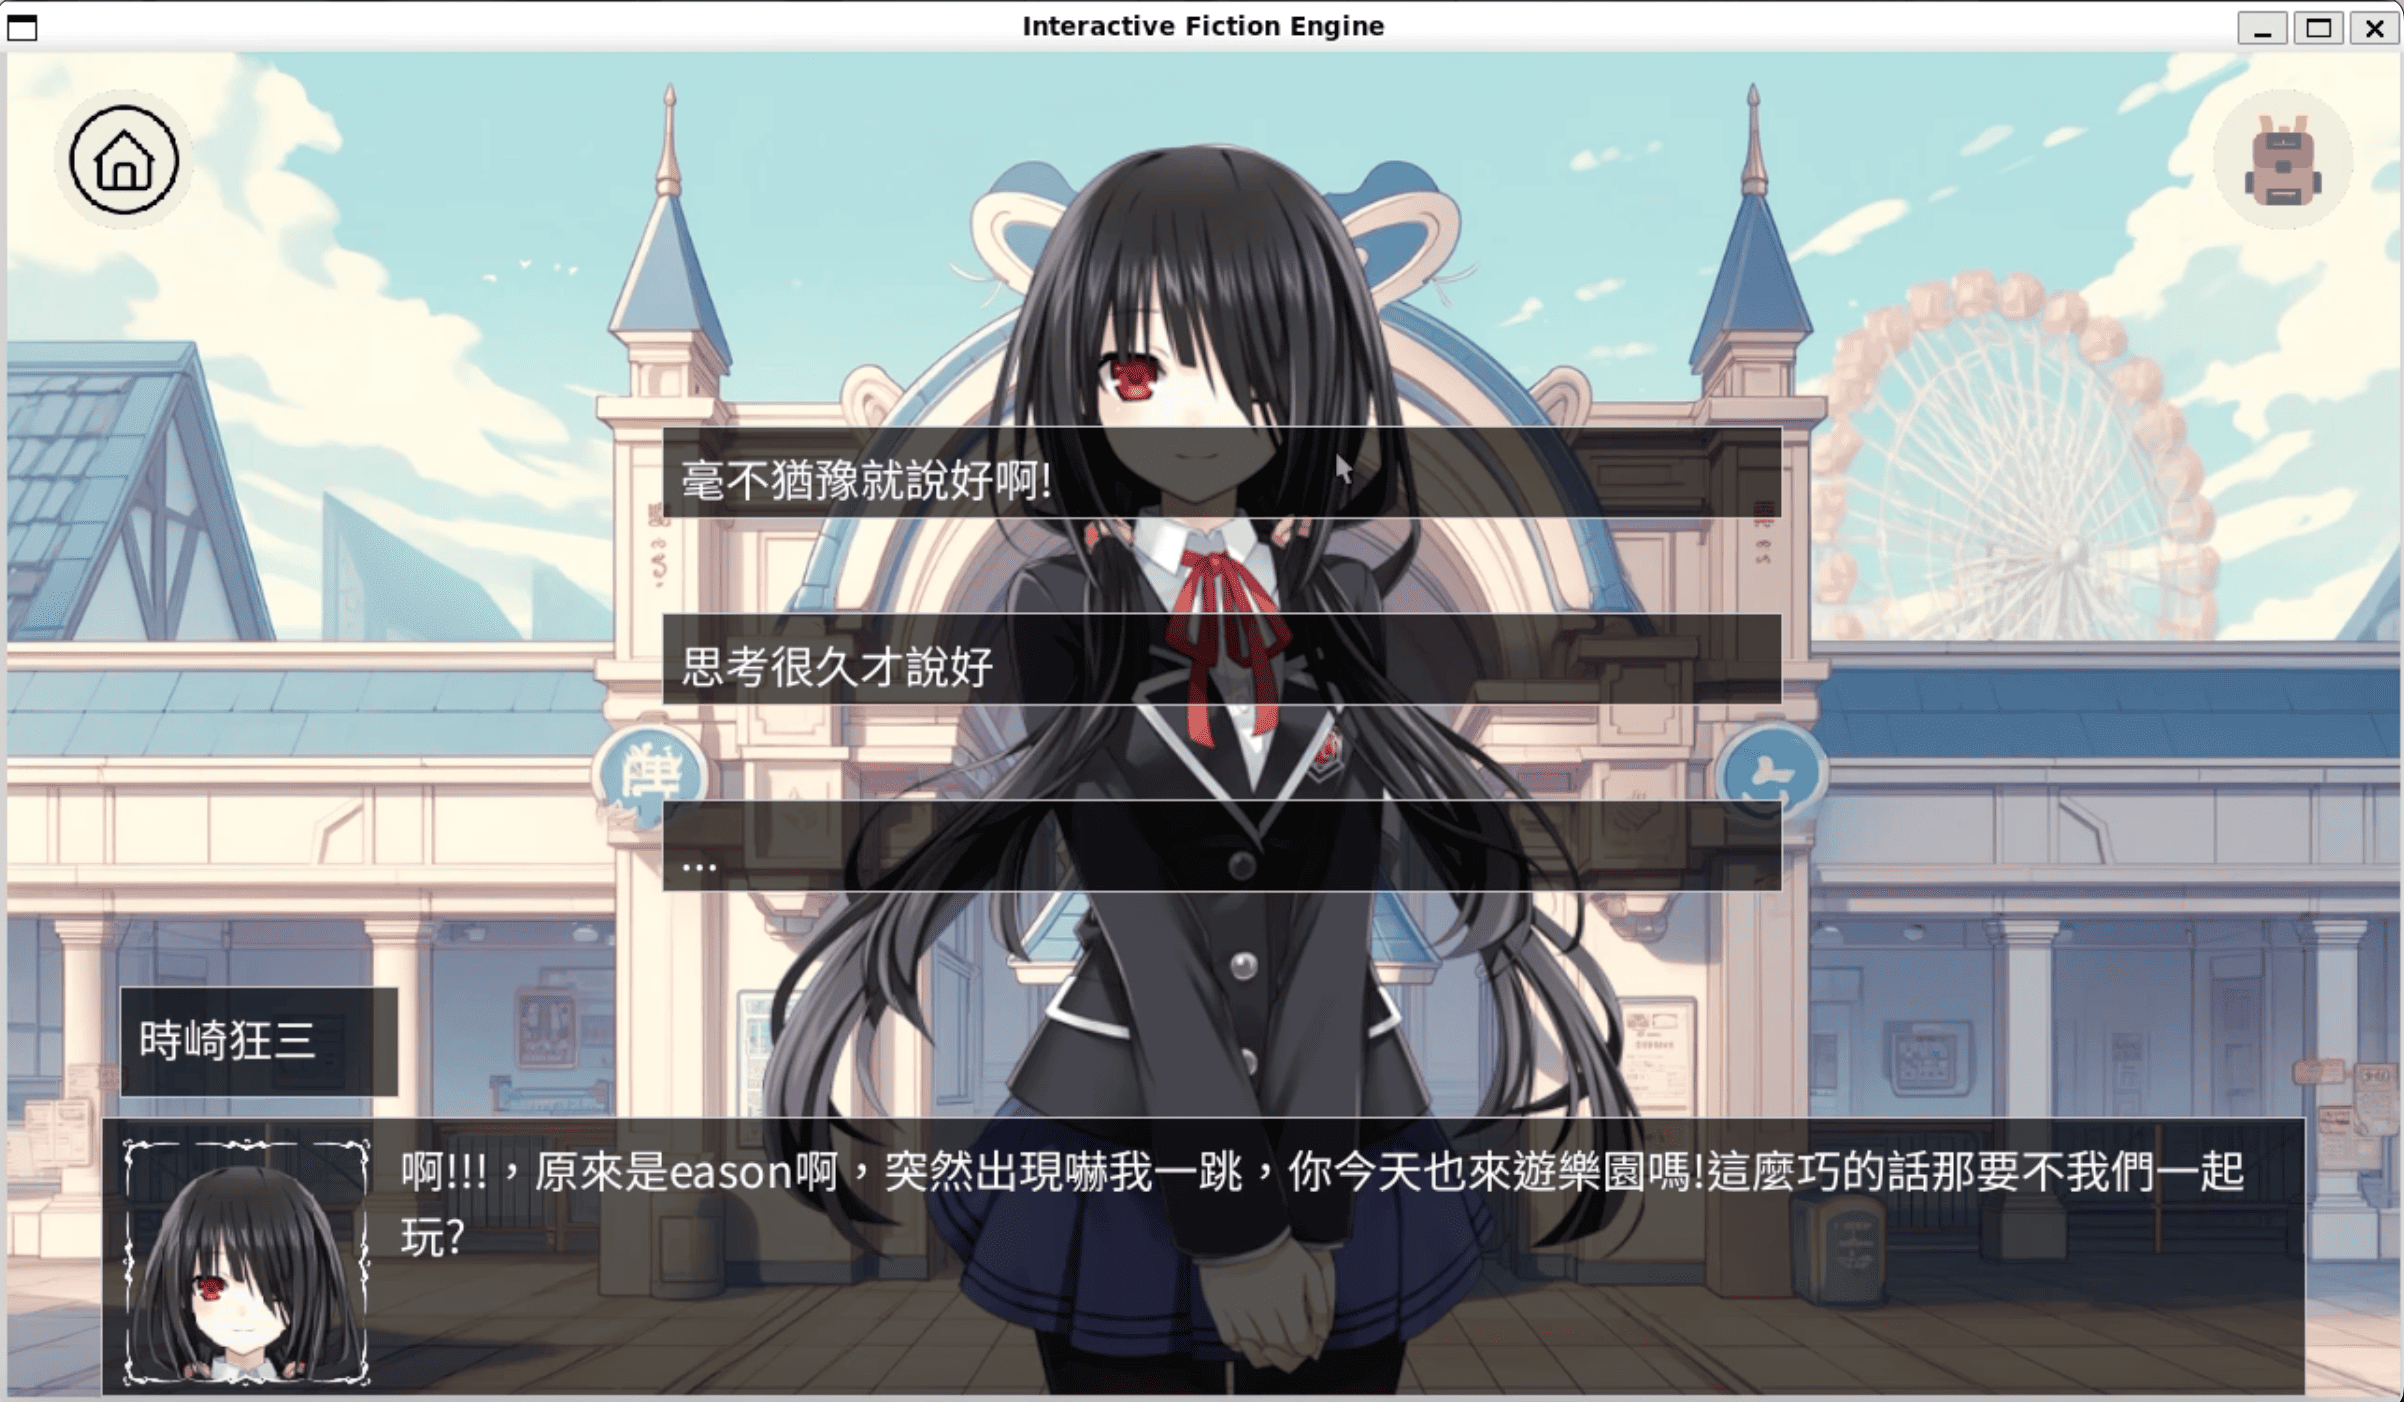 Interactive Fiction Engine
毫不猶豫就說好啊!
思考很久才說好
...
時崎狂三
啊!!!，原來是eason啊，突然出現嚇我一跳，你今天也來遊樂園嗎!這麼巧的話那要不我們一起
玩?